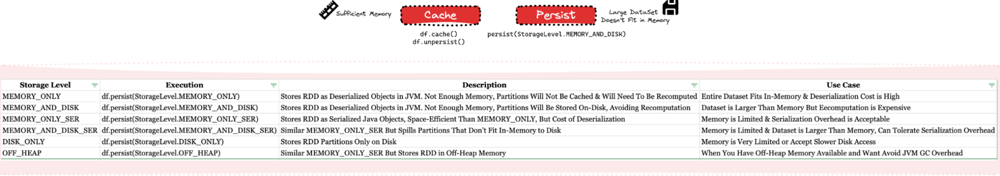 Sufficient Memory
Cache
Persist
Large DataSet
Doesn't Fit in Memory
df.cache()
df.unpersist()
persist(StorageLevel.MEMORY_AND_DISK)
Storage Level Execution Description Use Case
MEMORY_ONLY df.persist(StorageLevel.MEMORY_ONLY) Stores RDD as Deserialized Objects in JVM. Not Enough Memory, Partitions Will Not Be Cached & Will Need To Be Recomputed Entire Dataset Fits In-Memory & Deserialization Cost is High
MEMORY_AND_DISK df.persist(StorageLevel.MEMORY_AND_DISK) Stores RDD as Deserialized Objects in JVM. Not Enough Memory, Partitions Will Be Stored On-Disk, Avoiding Recomputation Dataset is Larger Than Memory But Eecomputation is Expensive
MEMORY_ONLY_SER df.persist(StorageLevel.MEMORY_ONLY_SER) Stores RDD as Serialized Java Objects, Space-Efficient Than MEMORY_ONLY, But Cost of Deserialization Memory is Limited & Serialization Overhead is Acceptable
MEMORY_AND_DISK_SER df.persist(StorageLevel.MEMORY_AND_DISK_SER) Similar MEMORY_ONLY_SER But Spills Partitions That Don't Fit In-Memory to Disk Memory is Limited & Dataset is Larger Than Memory, Can Tolerate Serialization Overhead
DISK_ONLY df.persist(StorageLevel.DISK_ONLY) Stores RDD Partitions Only on Disk Memory is Very Limited or Accept Slower Disk Access
OFF_HEAP df.persist(StorageLevel.OFF_HEAP) Similar MEMORY_ONLY_SER But Stores RDD in Off-Heap Memory When You Have Off-Heap Memory Available and Want Avoid JVM GC Overhead